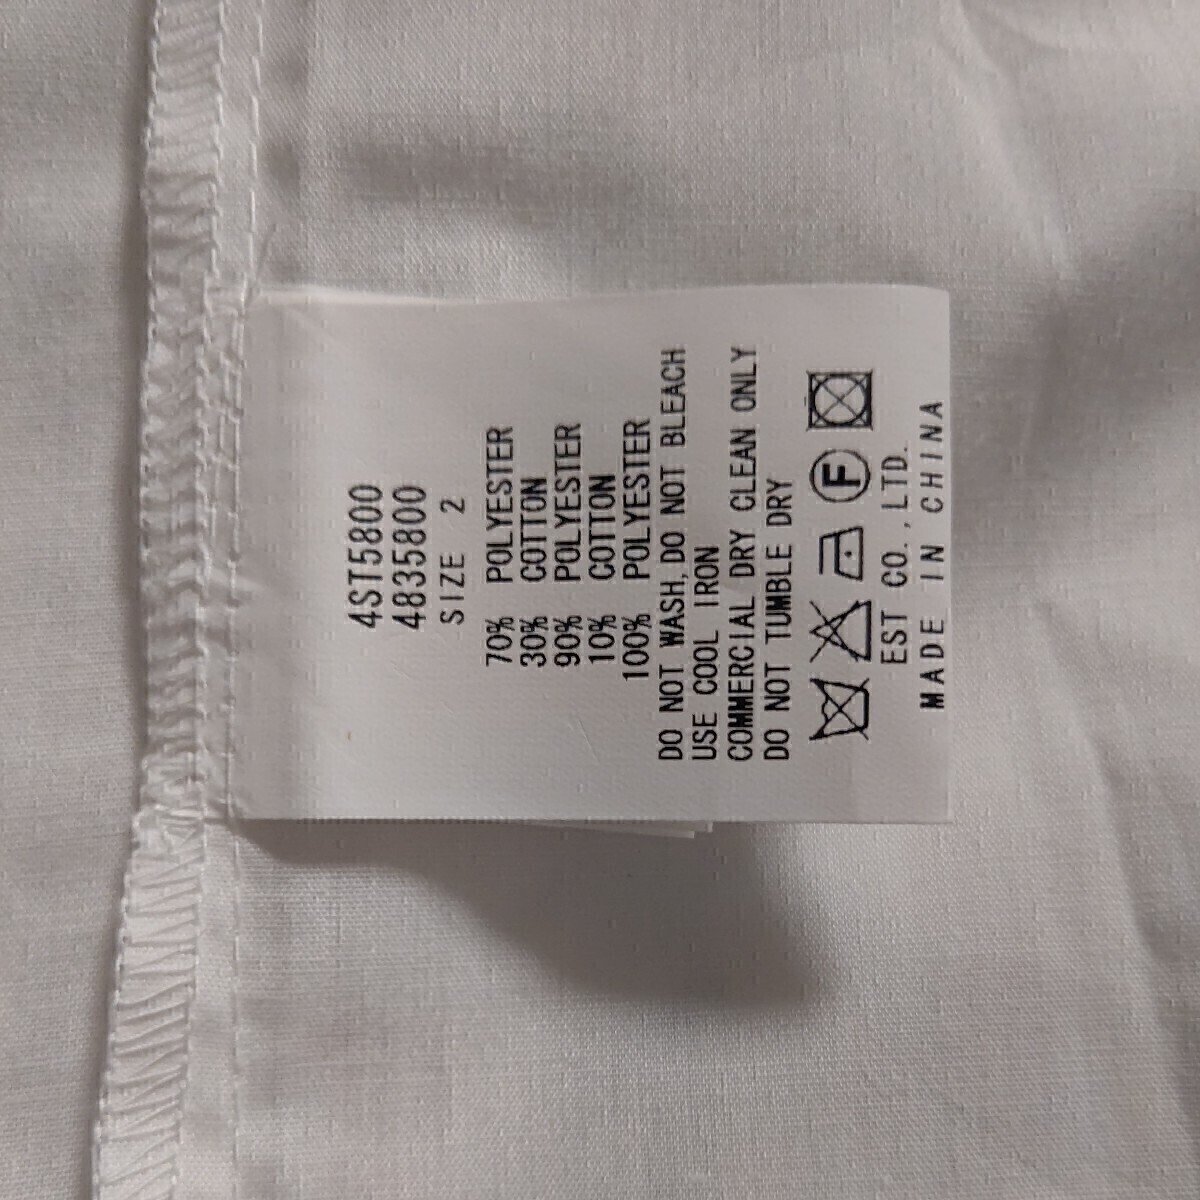 4ST5800
4835800
SIZE 2
70% POLYESTER
30% COTTON
90% POLYESTER
10% COTTON
100% POLYESTER
DO NOT WASH, DO NOT BLEACH
USE COOL IRON
COMMERCIAL DRY CLEAN ONLY
DO NOT TUMBLE DRY
F
EST CO., LTD.
MADE IN CHINA